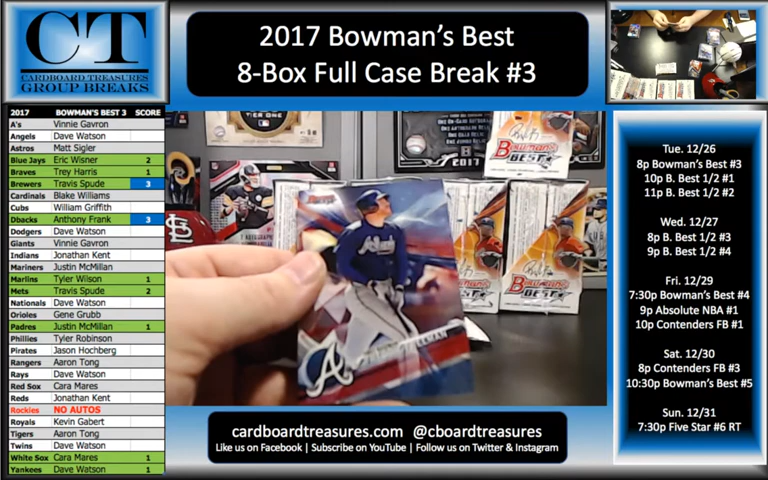 CT
CARDBOARD TREASURES
GROUP BREAKS
2017 Bowman's Best
8-Box Full Case Break #3
2017 BOWMAN'S BEST 3 SCORE
A's Vinnie Gavron
Angels Dave Watson
Astros Matt Sigler
Blue Jays Eric Wisner 2
Braves Trey Harris 1
Brewers Travis Spude 3
Cardinals Blake Williams
Cubs William Griffith
Dbacks Anthony Frank 3
Dodgers Dave Watson
Giants Vinnie Gavron
Indians Jonathan Kent
Mariners Justin McMillan
Marlins Tyler Wilson 1
Mets Travis Spude 2
Nationals Dave Watson
Orioles Gene Grubb
Padres Justin McMillan 1
Phillies Tyler Robinson
Pirates Jason Hochberg
Rangers Aaron Tong
Rays Dave Watson
Red Sox Cara Mares
Reds Jonathan Kent
Rockies NO AUTOS
Royals Kevin Gabert
Tigers Aaron Tong
Twins Dave Watson
White Sox Cara Mares 1
Yankees Dave Watson 1
TIER ONE
2017
Bowman's
BEST
Bowman's
BEST
Bowman's
BEST
Braves
A
Tue. 12/26
8p Bowman's Best #3
10p B. Best 1/2 #1
11p B. Best 1/2 #2
Wed. 12/27
8p B. Best 1/2 #3
9p B. Best 1/2 #4
Fri. 12/29
7:30p Bowman's Best #4
9p Absolute NBA #1
10p Contenders FB #1
Sat. 12/30
8p Contenders FB #3
10:30p Bowman's Best #5
Sun. 12/31
7:30p Five Star #6 RT
cardboardtreasures.com @cboardtreasures
Like us on Facebook | Subscribe on YouTube | Follow us on Twitter & Instagram